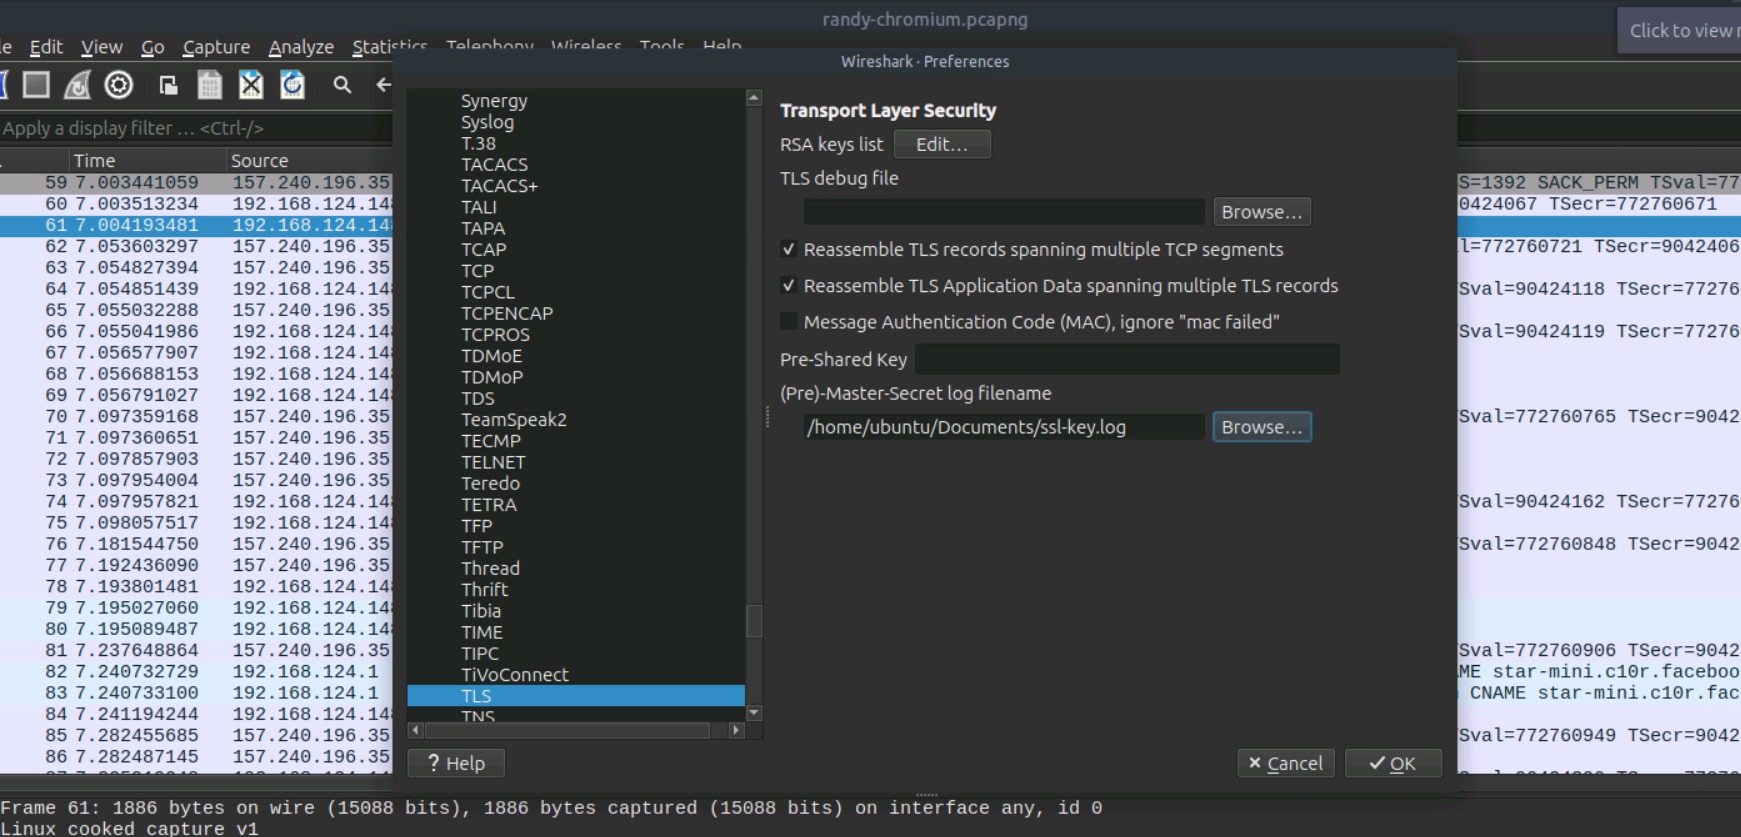 randy-chromium.pcapng
Click to view
Edit View Go Capture Analyze Statistics Telephony Wireless Tools Help
Wireshark · Preferences
Apply a display filter … <Ctrl-/>
Time Source
59 7.003441059 157.240.196.35
60 7.003513234 192.168.124.14
61 7.004193481 192.168.124.14
62 7.053603297 157.240.196.35
63 7.054827394 157.240.196.35
64 7.054851439 192.168.124.14
65 7.055032288 157.240.196.35
66 7.055041986 192.168.124.14
67 7.056577907 192.168.124.14
68 7.056688153 192.168.124.14
69 7.056791027 192.168.124.14
70 7.097359168 157.240.196.35
71 7.097360651 157.240.196.35
72 7.097857903 157.240.196.35
73 7.097954004 157.240.196.35
74 7.097957821 192.168.124.14
75 7.098057517 192.168.124.14
76 7.181544750 157.240.196.35
77 7.192436090 157.240.196.35
78 7.193801481 192.168.124.14
79 7.195027060 192.168.124.14
80 7.195089487 192.168.124.14
81 7.237648864 157.240.196.35
82 7.240732729 192.168.124.1
83 7.240733100 192.168.124.1
84 7.241194244 192.168.124.14
85 7.282455685 157.240.196.35
86 7.282487145 157.240.196.35
Synergy
Syslog
T.38
TACACS
TACACS+
TALI
TAPA
TCAP
TCP
TCPCL
TCPENCAP
TCPROS
TDMoE
TDMoP
TDS
TeamSpeak2
TECMP
TELNET
Teredo
TETRA
TFP
TFTP
Thread
Thrift
Tibia
TIME
TIPC
TiVoConnect
TLS
TNS
Transport Layer Security
RSA keys list Edit…
TLS debug file
Browse…
Reassemble TLS records spanning multiple TCP segments
Reassemble TLS Application Data spanning multiple TLS records
Message Authentication Code (MAC), ignore "mac failed"
Pre-Shared Key
(Pre)-Master-Secret log filename
/home/ubuntu/Documents/ssl-key.log Browse…
? Help
Cancel OK
S=1392 SACK_PERM TSval=77
0424067 TSecr=772760671
l=772760721 TSecr=9042406
Sval=90424118 TSecr=77276
Sval=90424119 TSecr=77276
Sval=772760765 TSecr=9042
Sval=90424162 TSecr=77276
Sval=772760848 TSecr=9042
Sval=772760906 TSecr=9042
ME star-mini.c10r.faceboo
CNAME star-mini.c10r.fac
Sval=772760949 TSecr=9042
Frame 61: 1886 bytes on wire (15088 bits), 1886 bytes captured (15088 bits) on interface any, id 0
Linux cooked capture v1